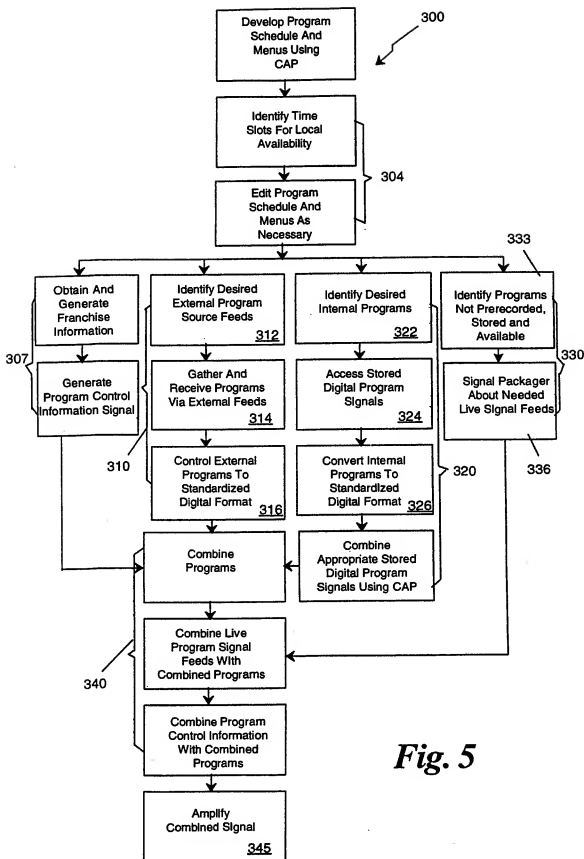 Develop Program
Schedule And
Menus Using
CAP
300
Identify Time
Slots For Local
Availability
304
Edit Program
Schedule And
Menus As
Necessary
Obtain And
Generate
Franchise
Information
307
Generate
Program Control
Information Signal
Identify Desired
External Program
Source Feeds
312
Gather And
Receive Programs
Via External Feeds
314
310
Control External
Programs To
Standardized
Digital Format
316
Identify Desired
Internal Programs
322
Access Stored
Digital Program
Signals
324
320
Convert Internal
Programs To
Standardized
Digital Format
326
Combine
Appropriate Stored
Digital Program
Signals Using CAP
333
Identify Programs
Not Prerecorded,
Stored and
Available
330
Signal Packager
About Needed
Live Signal Feeds
336
Combine
Programs
340
Combine Live
Program Signal
Feeds With
Combined Programs
Combine Program
Control Information
With Combined
Programs
Amplify
Combined Signal
345
Fig. 5